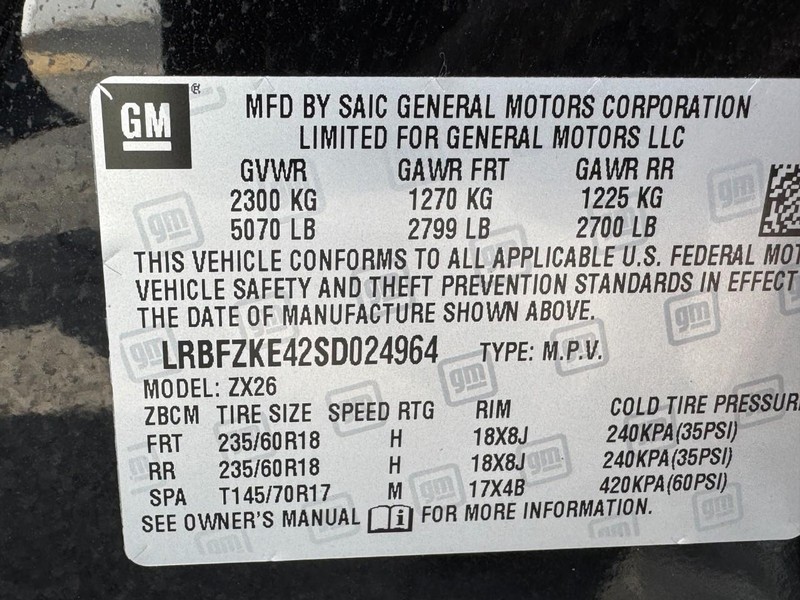 GM ®
MFD BY SAIC GENERAL MOTORS CORPORATION
LIMITED FOR GENERAL MOTORS LLC
GVWR GAWR FRT GAWR RR
2300 KG 1270 KG 1225 KG
5070 LB 2799 LB 2700 LB
THIS VEHICLE CONFORMS TO ALL APPLICABLE U.S. FEDERAL MOT
VEHICLE SAFETY AND THEFT PREVENTION STANDARDS IN EFFECT
THE DATE OF MANUFACTURE SHOWN ABOVE.
LRBFZKE42SD024964 TYPE: M.P.V.
MODEL: ZX26
ZBCM TIRE SIZE SPEED RTG RIM COLD TIRE PRESSUR
FRT 235/60R18 H 18X8J 240KPA(35PSI)
RR 235/60R18 H 18X8J 240KPA(35PSI)
SPA T145/70R17 M 17X4B 420KPA(60PSI)
SEE OWNER'S MANUAL i FOR MORE INFORMATION.